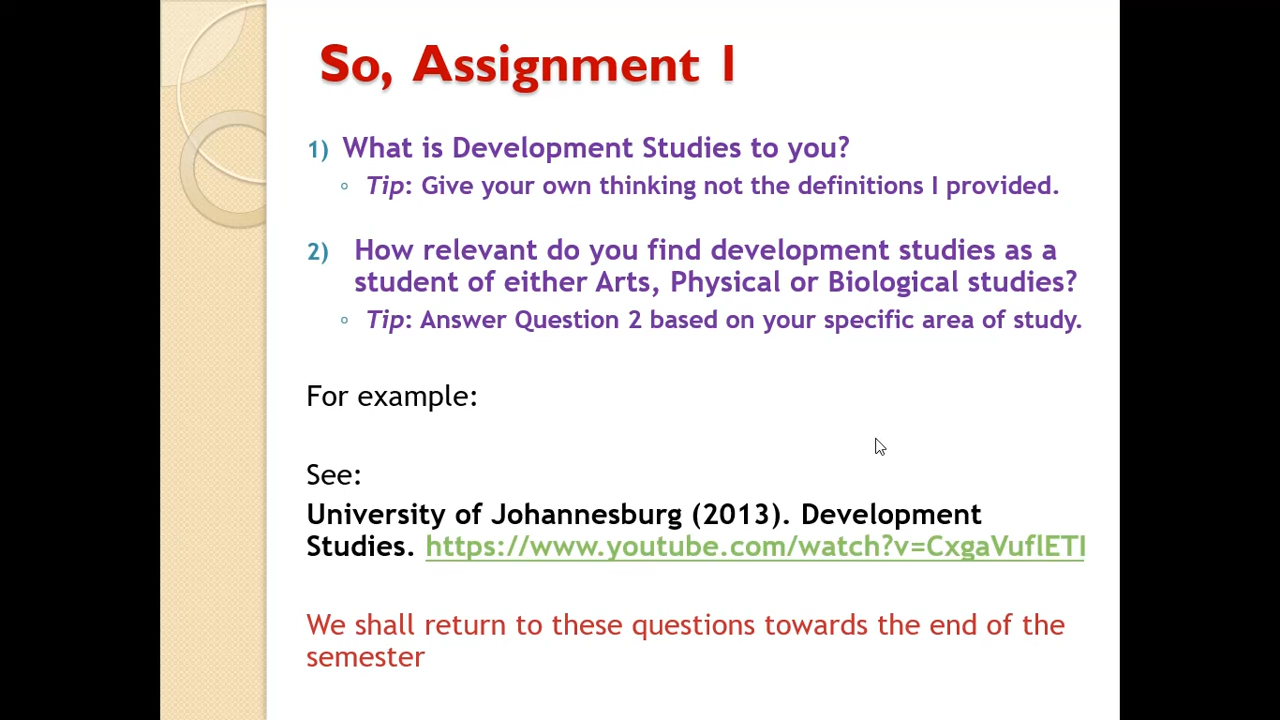 So, Assignment 1
1) What is Development Studies to you?
◦ Tip: Give your own thinking not the definitions I provided.
2) How relevant do you find development studies as a
student of either Arts, Physical or Biological studies?
◦ Tip: Answer Question 2 based on your specific area of study.
For example:
See:
University of Johannesburg (2013). Development
Studies. https://www.youtube.com/watch?v=CxgaVuflETI
We shall return to these questions towards the end of the
semester